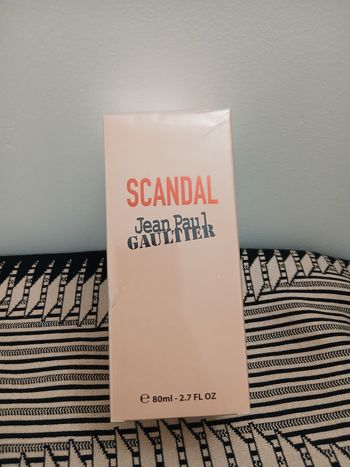 SCANDAL
Jean Paul
GAULTIER
℮ 80ml - 2.7 FL OZ